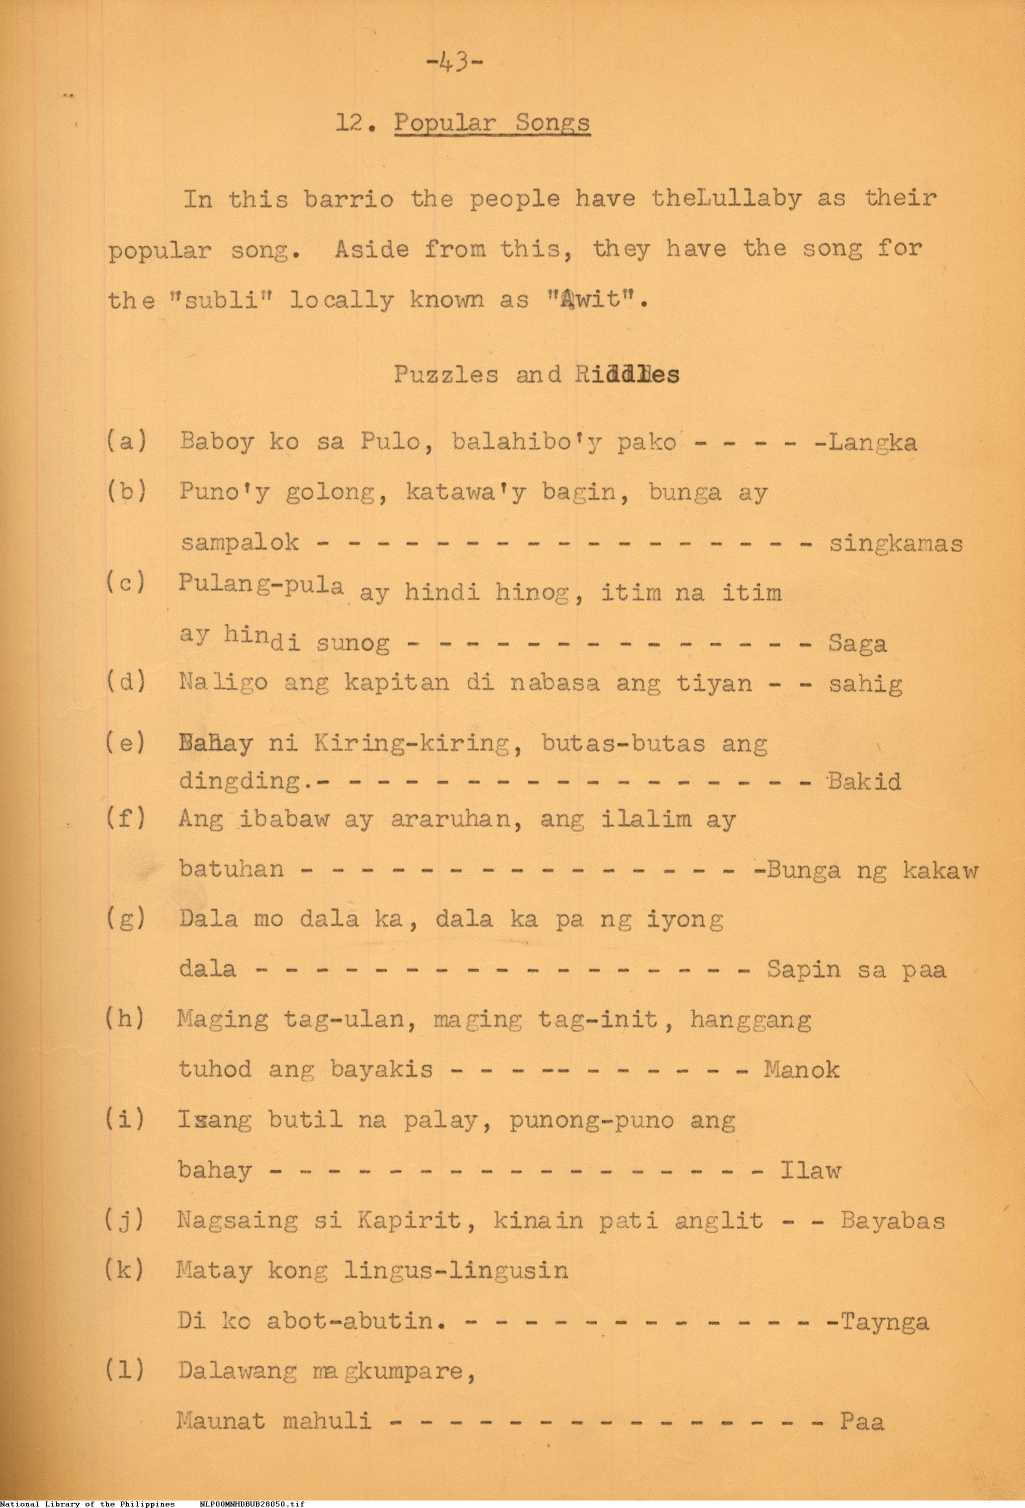 -43-
12. Popular Songs
In this barrio the people have theLullaby as their
popular song. Aside from this, they have the song for
the "subli" locally known as "Awit".
Puzzles and Riddles
(a) Baboy ko sa Pulo, balahibo'y pako - - - - -Langka
(b) Puno'y golong, katawa'y bagin, bunga ay
sampalok - - - - - - - - - - - - - - - - - singkamas
(c) Pulang-pula ay hindi hinog, itim na itim
ay hindi sunog - - - - - - - - - - - - - - Saga
(d) Naligo ang kapitan di nabasa ang tiyan - - sahig
(e) Bahay ni Kiring-kiring, butas-butas ang
dingding.- - - - - - - - - - - - - - - - - Bakid
(f) Ang ibabaw ay araruhan, ang ilalim ay
batuhan - - - - - - - - - - - - - - - -Bunga ng kakaw
(g) Dala mo dala ka, dala ka pa ng iyong
dala - - - - - - - - - - - - - - - - - Sapin sa paa
(h) Maging tag-ulan, maging tag-init, hanggang
tuhod ang bayakis - - - -- - - - - - - Manok
(i) Isang butil na palay, punong-puno ang
bahay - - - - - - - - - - - - - - - - - Ilaw
(j) Nagsaing si Kapirit, kinain pati anglit - - Bayabas
(k) Matay kong lingus-lingusin
Di ko abot-abutin. - - - - - - - - - - - - -Taynga
(l) Dalawang magkumpare,
Maunat mahuli - - - - - - - - - - - - - - - Paa
National Library of the Philippines NLPOOMNHDBUB28050.tif